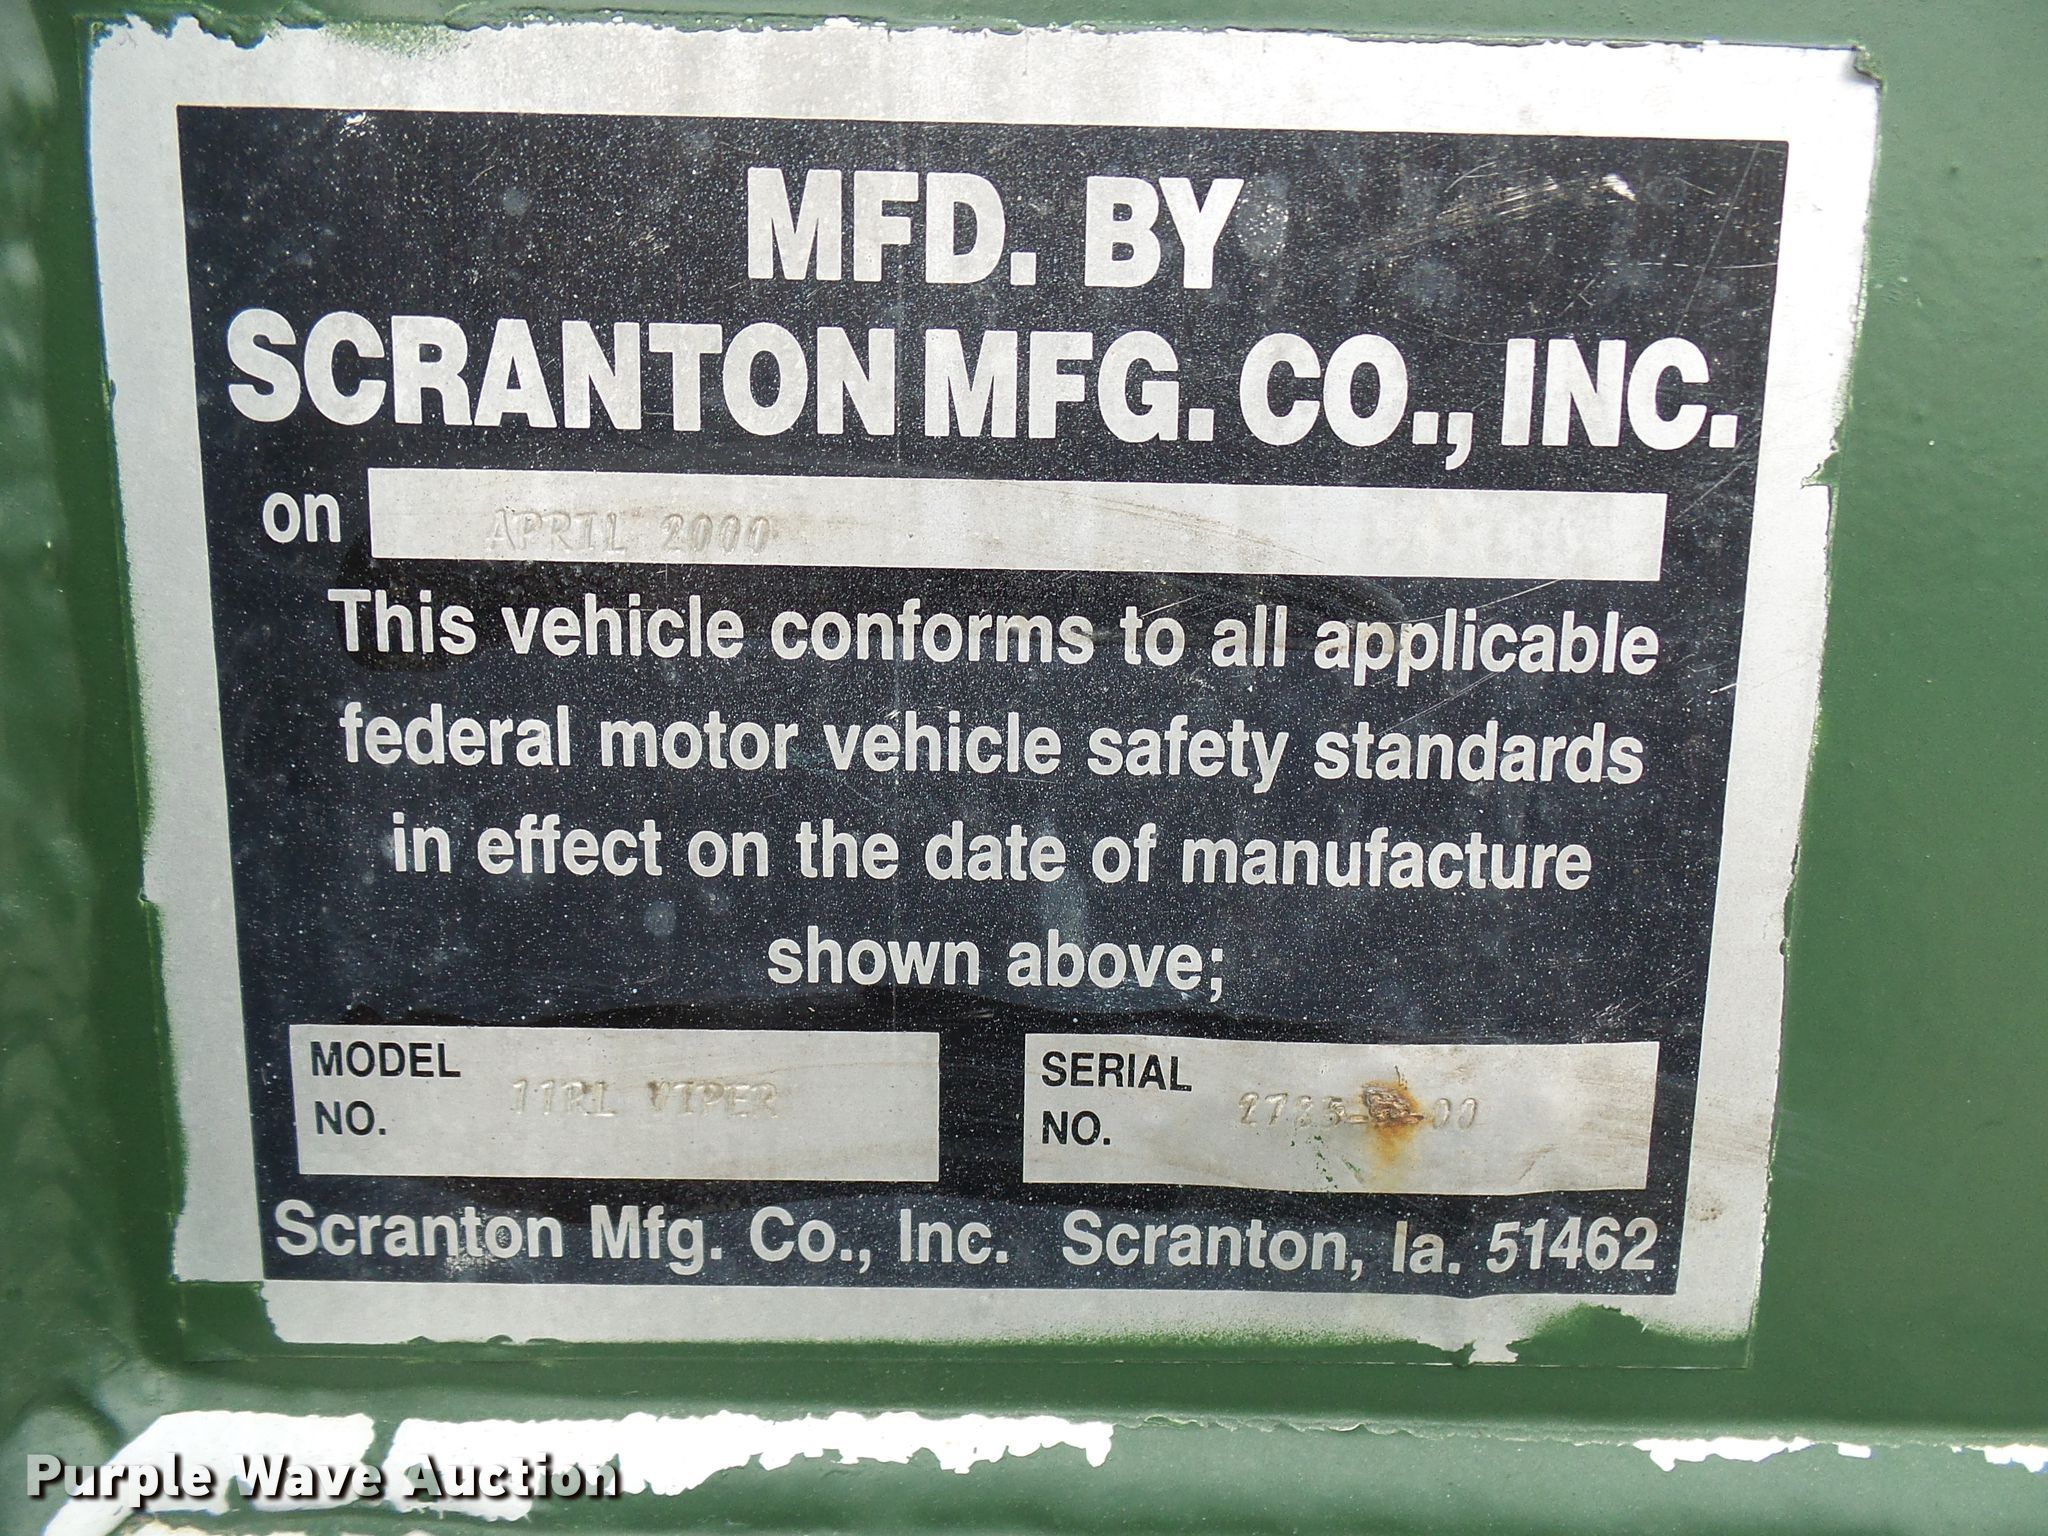 MFD. BY
SCRANTON MFG. CO., INC.
on APRIL 2000
This vehicle conforms to all applicable
federal motor vehicle safety standards
in effect on the date of manufacture
shown above;
MODEL NO. 11RL VIPER
SERIAL NO.
Scranton Mfg. Co., Inc. Scranton, Ia. 51462
Purple Wave Auction